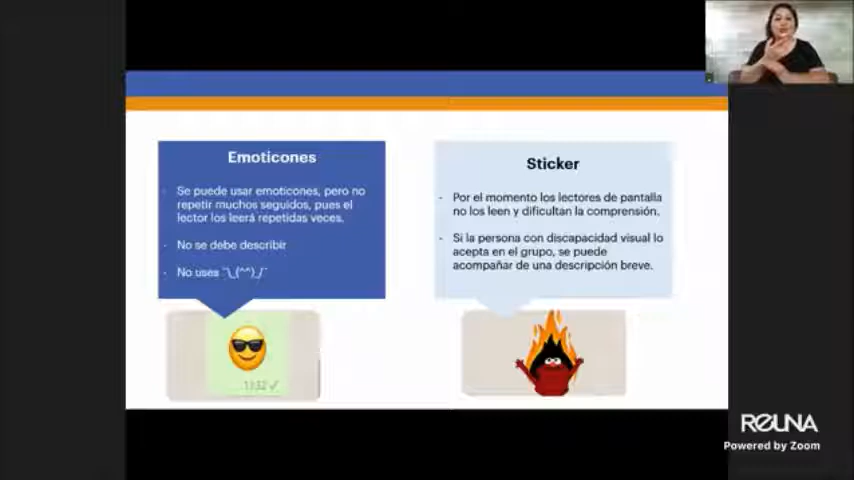 Emoticones
- Se puede usar emoticones, pero no
repetir muchos seguidos, pues el
lector los leerá repetidas veces.
- No se debe describir
- No uses ¨\_(^^)_/¨
11:32 ✓
Sticker
- Por el momento los lectores de pantalla
no los leen y dificultan la comprensión.
- Si la persona con discapacidad visual lo
acepta en el grupo, se puede
acompañar de una descripción breve.
REUNA
Powered by Zoom